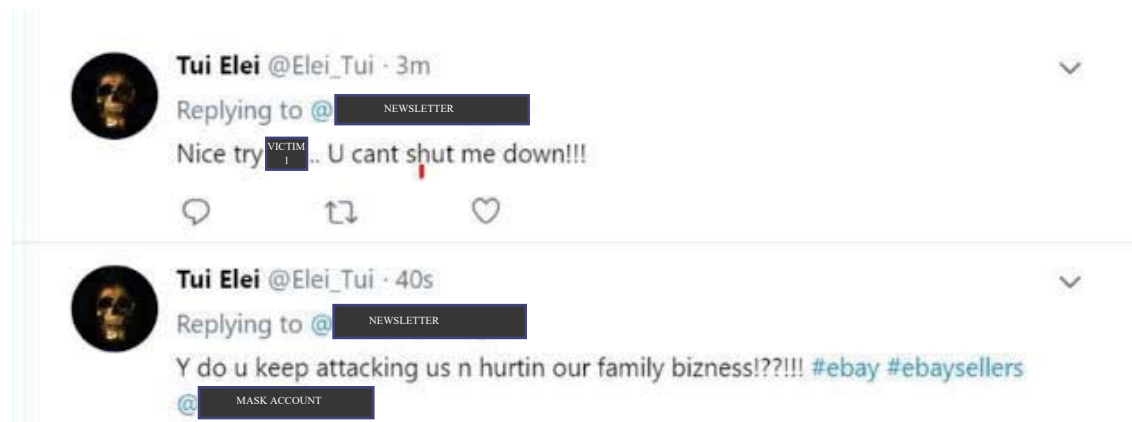 Tui Elei @Elei_Tui · 3m
Replying to @ NEWSLETTER
Nice try VICTIM 1 .. U cant shut me down!!!
Tui Elei @Elei_Tui · 40s
Replying to @ NEWSLETTER
Y do u keep attacking us n hurtin our family bizness!??!!! #ebay #ebaysellers
@ MASK ACCOUNT